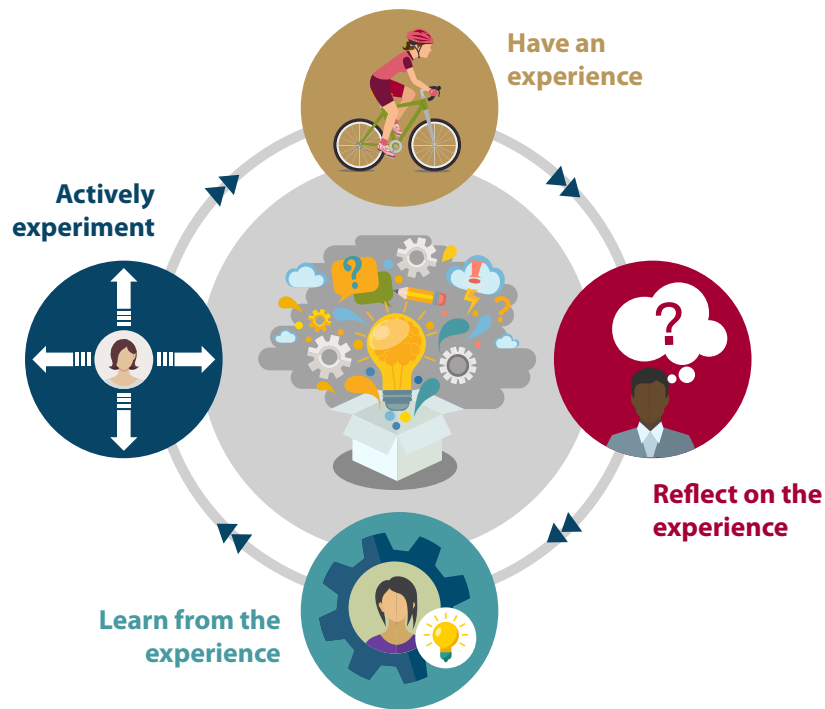 Have an
experience
Actively
experiment
?
!
?
?
Reflect on the
experience
Learn from the
experience